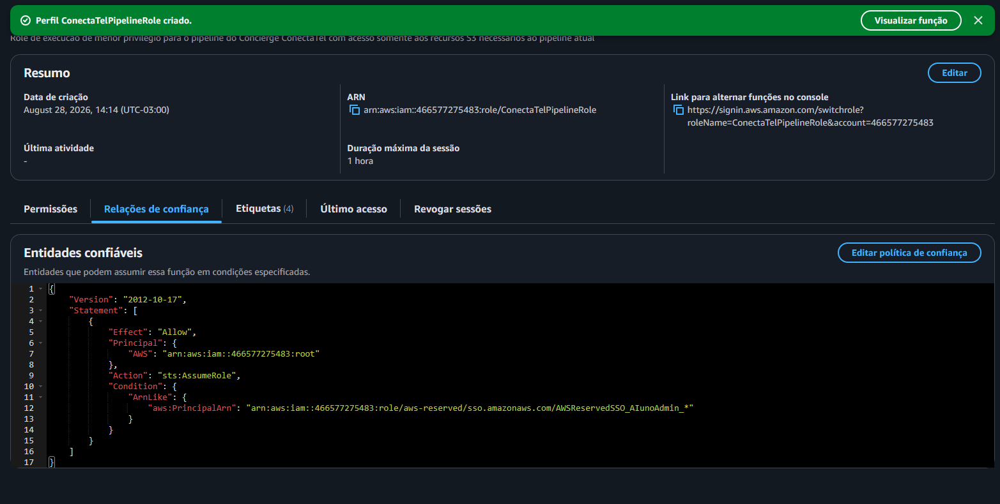 Perfil ConectaTelPipelineRole criado.
Visualizar função
Role de execucao de menor privilegio para o pipeline do Concierge ConectaTel com acesso somente aos recursos S3 necessarios ao pipeline atual
Resumo
Editar
Data de criação
August 28, 2026, 14:14 (UTC-03:00)
ARN
arn:aws:iam::466577275483:role/ConectaTelPipelineRole
Link para alternar funções no console
https://signin.aws.amazon.com/switchrole?
roleName=ConectaTelPipelineRole&account=466577275483
Última atividade
-
Duração máxima da sessão
1 hora
Permissões
Relações de confiança
Etiquetas (4)
Último acesso
Revogar sessões
Entidades confiáveis
Editar política de confiança
Entidades que podem assumir essa função em condições especificadas.
1 {
2 "Version": "2012-10-17",
3 "Statement": [
4 {
5 "Effect": "Allow",
6 "Principal": {
7 "AWS": "arn:aws:iam::466577275483:root"
8 },
9 "Action": "sts:AssumeRole",
10 "Condition": {
11 "ArnLike": {
12 "aws:PrincipalArn": "arn:aws:iam::466577275483:role/aws-reserved/sso.amazonaws.com/AWSReservedSSO_AIunoAdmin_*"
13 }
14 }
15 }
16 ]
17 }